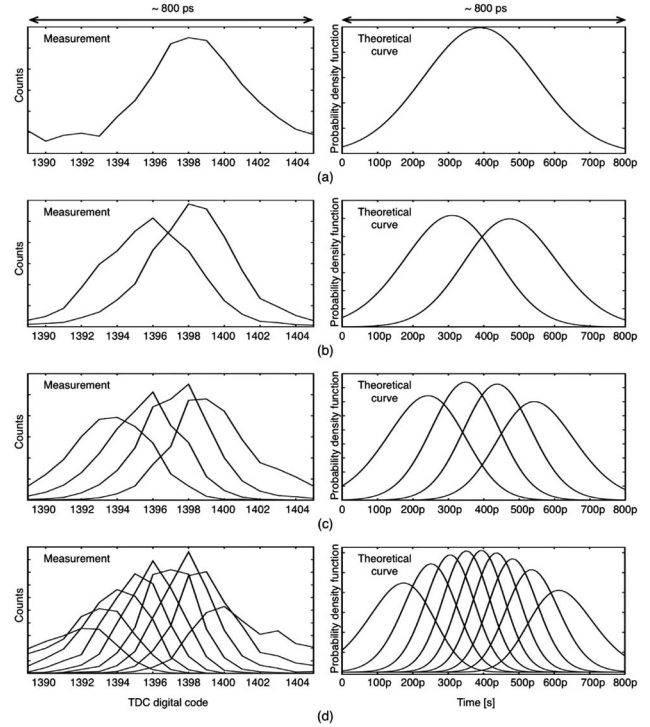 ~ 800 ps
~ 800 ps
Measurement
Counts
1390 1392 1394 1396 1398 1400 1402 1404
Theoretical
curve
Probability density function
0 100p 200p 300p 400p 500p 600p 700p 800p
(a)
Measurement
Counts
1390 1392 1394 1396 1398 1400 1402 1404
Theoretical
curve
Probability density function
0 100p 200p 300p 400p 500p 600p 700p 800p
(b)
Measurement
Counts
1390 1392 1394 1396 1398 1400 1402 1404
Theoretical
curve
Probability density function
0 100p 200p 300p 400p 500p 600p 700p 800p
(c)
Measurement
Counts
1390 1392 1394 1396 1398 1400 1402 1404
TDC digital code
Theoretical
curve
Probability density function
0 100p 200p 300p 400p 500p 600p 700p 800p
Time [s]
(d)